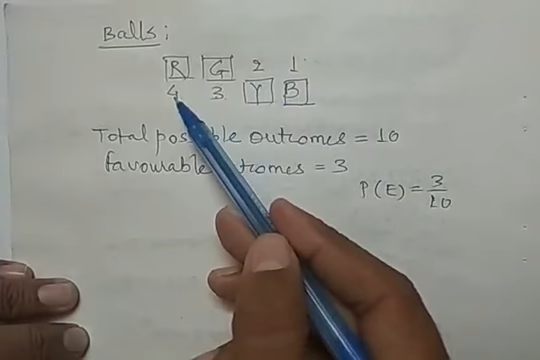 Balls:
R G 2 1
4 3 Y B
Total possible outcomes = 10
favourable outcomes = 3
P(E) = 3/10